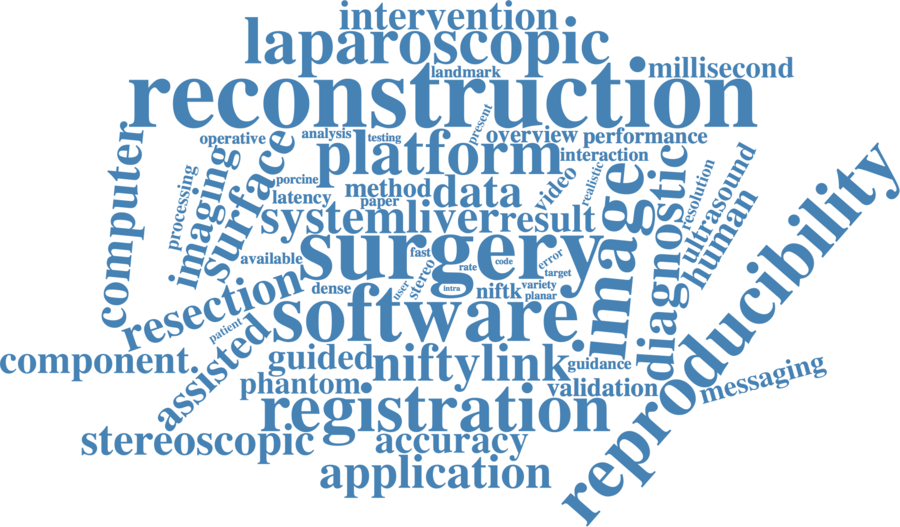 intervention
laparoscopic
landmark
millisecond
reconstruction
computer
operative
analysis
testing
present
overview
performance
platform
interaction
processing
imaging
surface
porcine
method
data
video
realistic
image
diagnostic
resolution
ultrasound
human
reproducibility
latency
paper
system
liver
result
available
surgery
fast
stereo
rate
code
error
target
resection
dense
user
intra
niftk
variety
planar
patient
software
component.
assisted
guided
niftylink
guidance
phantom
validation
messaging
registration
stereoscopic
accuracy
application